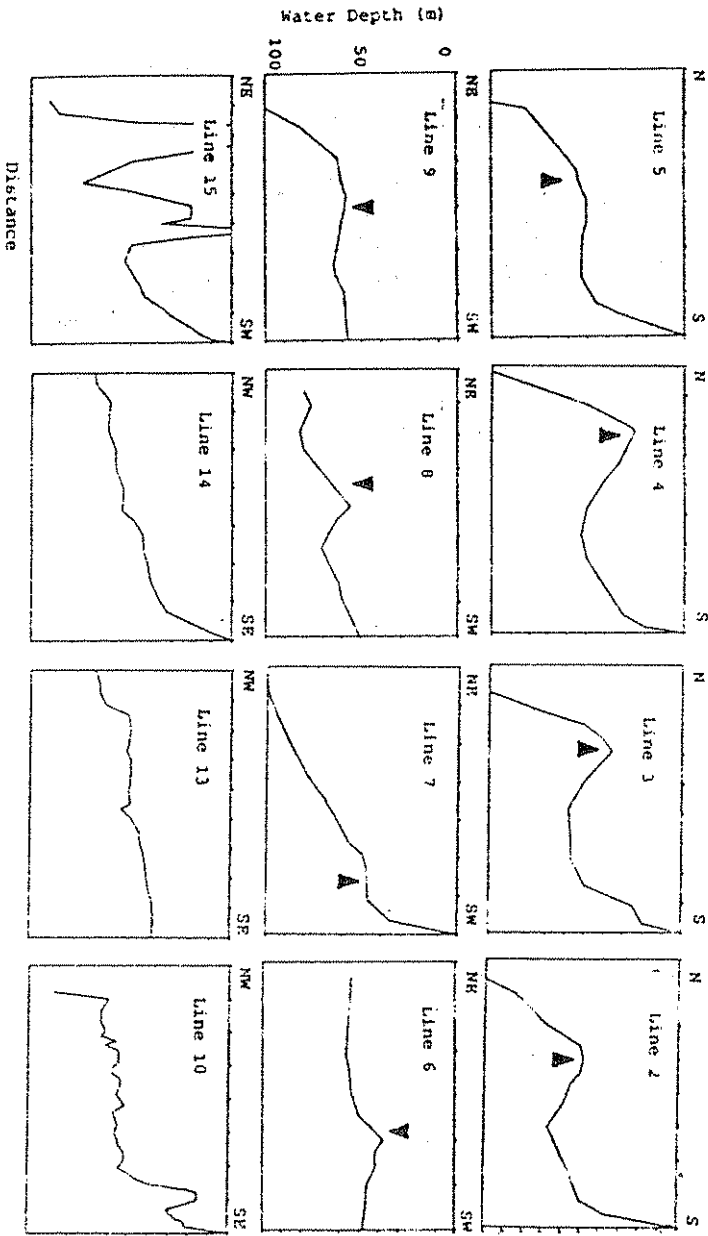 Water Depth (m)
0
50
100
N S
Line 5
N S
Line 4
N S
Line 3
N S
Line 2
NE SW
Line 9
NE SW
Line 8
NE SW
Line 7
NE SW
Line 6
NE SW
Line 15
NW SE
Line 14
NW SE
Line 13
NW SW
Line 10
Distance